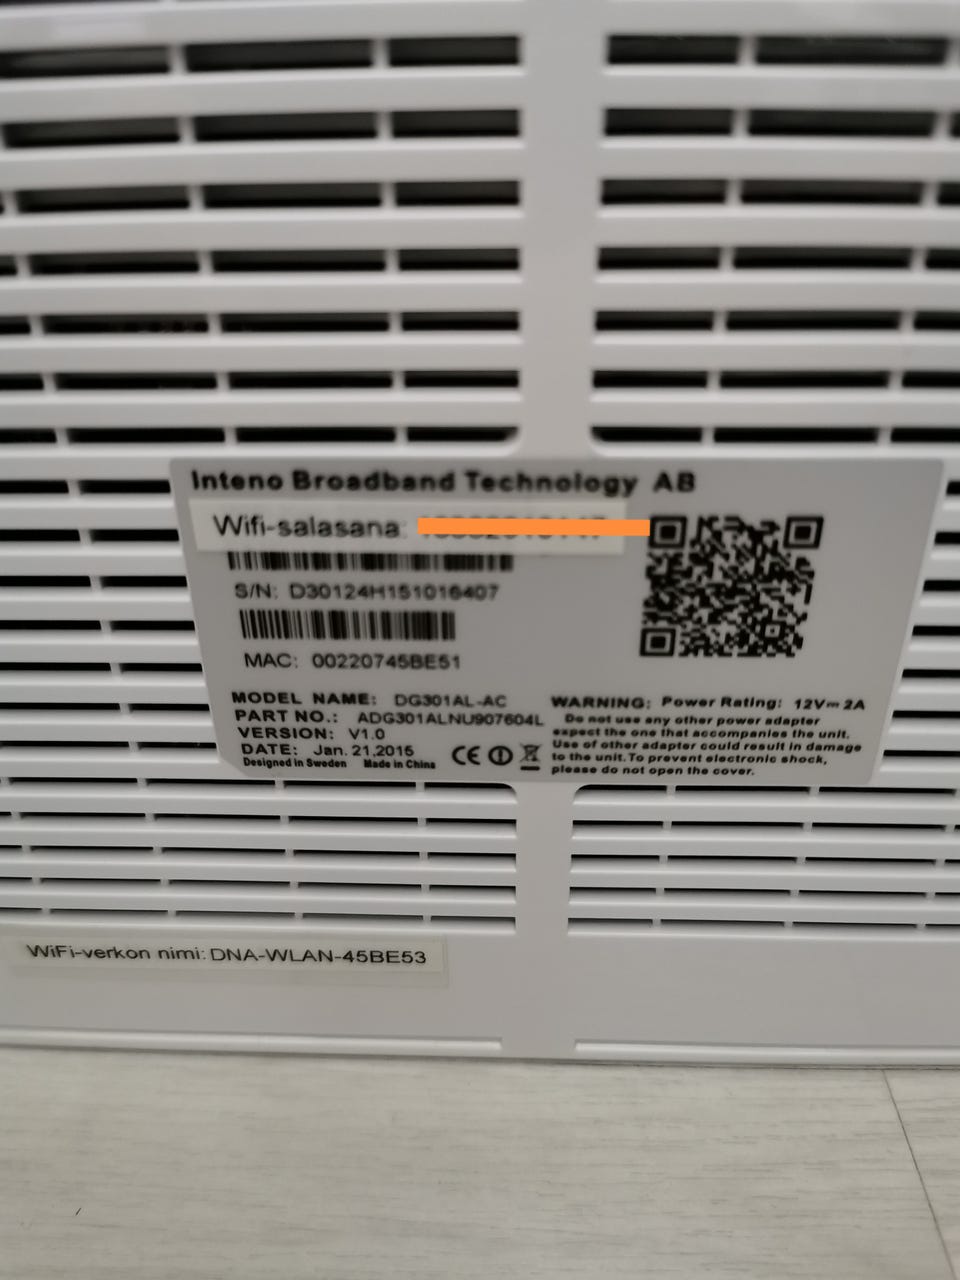 Inteno Broadband Technology AB
Wifi-salasana:
S/N: D30124H151016407
MAC: 00220745BE51
MODEL NAME: DG301AL-AC
PART NO.: ADG301ALNU907604L
VERSION: V1.0
DATE: Jan. 21,2015
Designed in Sweden Made in China
CE
WARNING: Power Rating: 12V⎓2A
Do not use any other power adapter
expect the one that accompanies the unit.
Use of other adapter could result in damage
to the unit.To prevent electronic shock,
please do not open the cover.
WiFi-verkon nimi: DNA-WLAN-45BE53